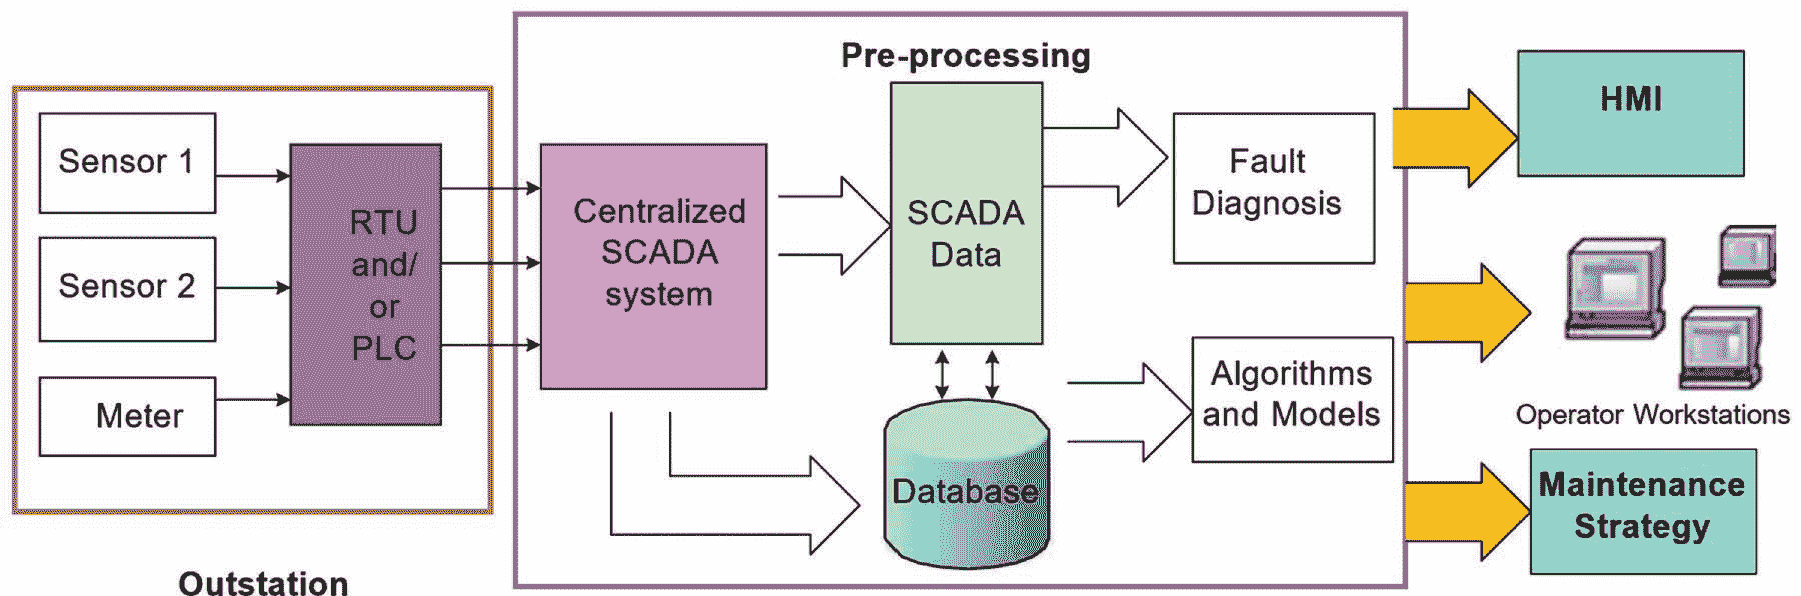 Pre-processing
Sensor 1
Sensor 2
Meter
RTU
and/
or
PLC
Outstation
Centralized
SCADA
system
SCADA
Data
Database
Fault
Diagnosis
Algorithms
and Models
HMI
Operator Workstations
Maintenance
Strategy